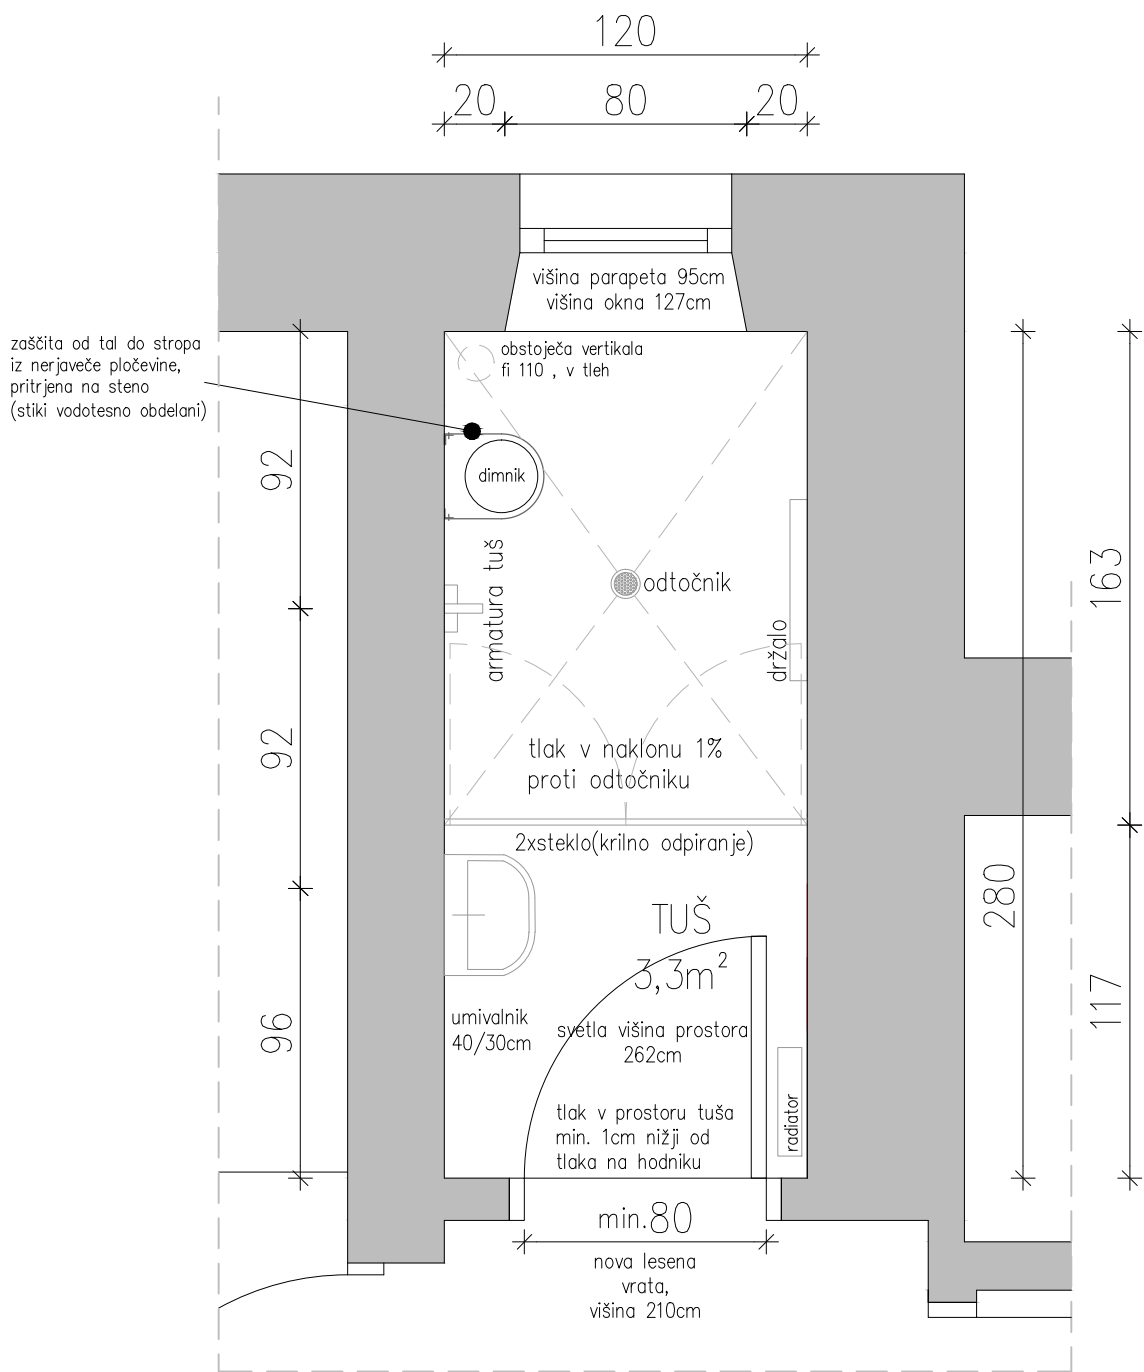 120
20 80 20
višina parapeta 95cm
višina okna 127cm
zaščita od tal do stropa
iz nerjaveče pločevine,
pritrjena na steno
(stiki vodotesno obdelani)
obstoječa vertikala
fi 110 , v tleh
dimnik
92
armatura tuš
odtočnik
držalo
163
92
tlak v naklonu 1%
proti odtočniku
2xsteklo(krilno odpiranje)
280
TUŠ
3,3m²
117
96
umivalnik
40/30cm
svetla višina prostora
262cm
tlak v prostoru tuša
min. 1cm nižji od
tlaka na hodniku
radiator
min.80
nova lesena
vrata,
višina 210cm